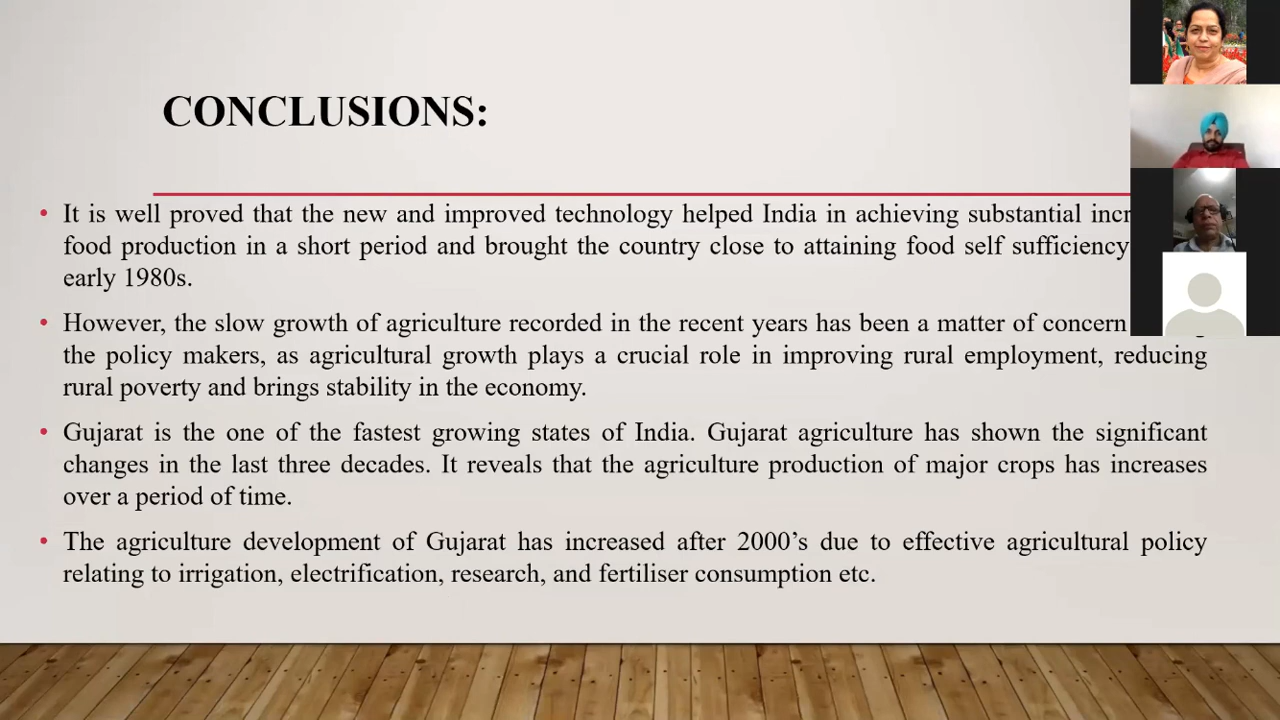 CONCLUSIONS:
• It is well proved that the new and improved technology helped India in achieving substantial
food production in a short period and brought the country close to attaining food self sufficiency
early 1980s.
• However, the slow growth of agriculture recorded in the recent years has been a matter of concern
the policy makers, as agricultural growth plays a crucial role in improving rural employment, reducing
rural poverty and brings stability in the economy.
• Gujarat is the one of the fastest growing states of India. Gujarat agriculture has shown the significant
changes in the last three decades. It reveals that the agriculture production of major crops has increases
over a period of time.
• The agriculture development of Gujarat has increased after 2000’s due to effective agricultural policy
relating to irrigation, electrification, research, and fertiliser consumption etc.